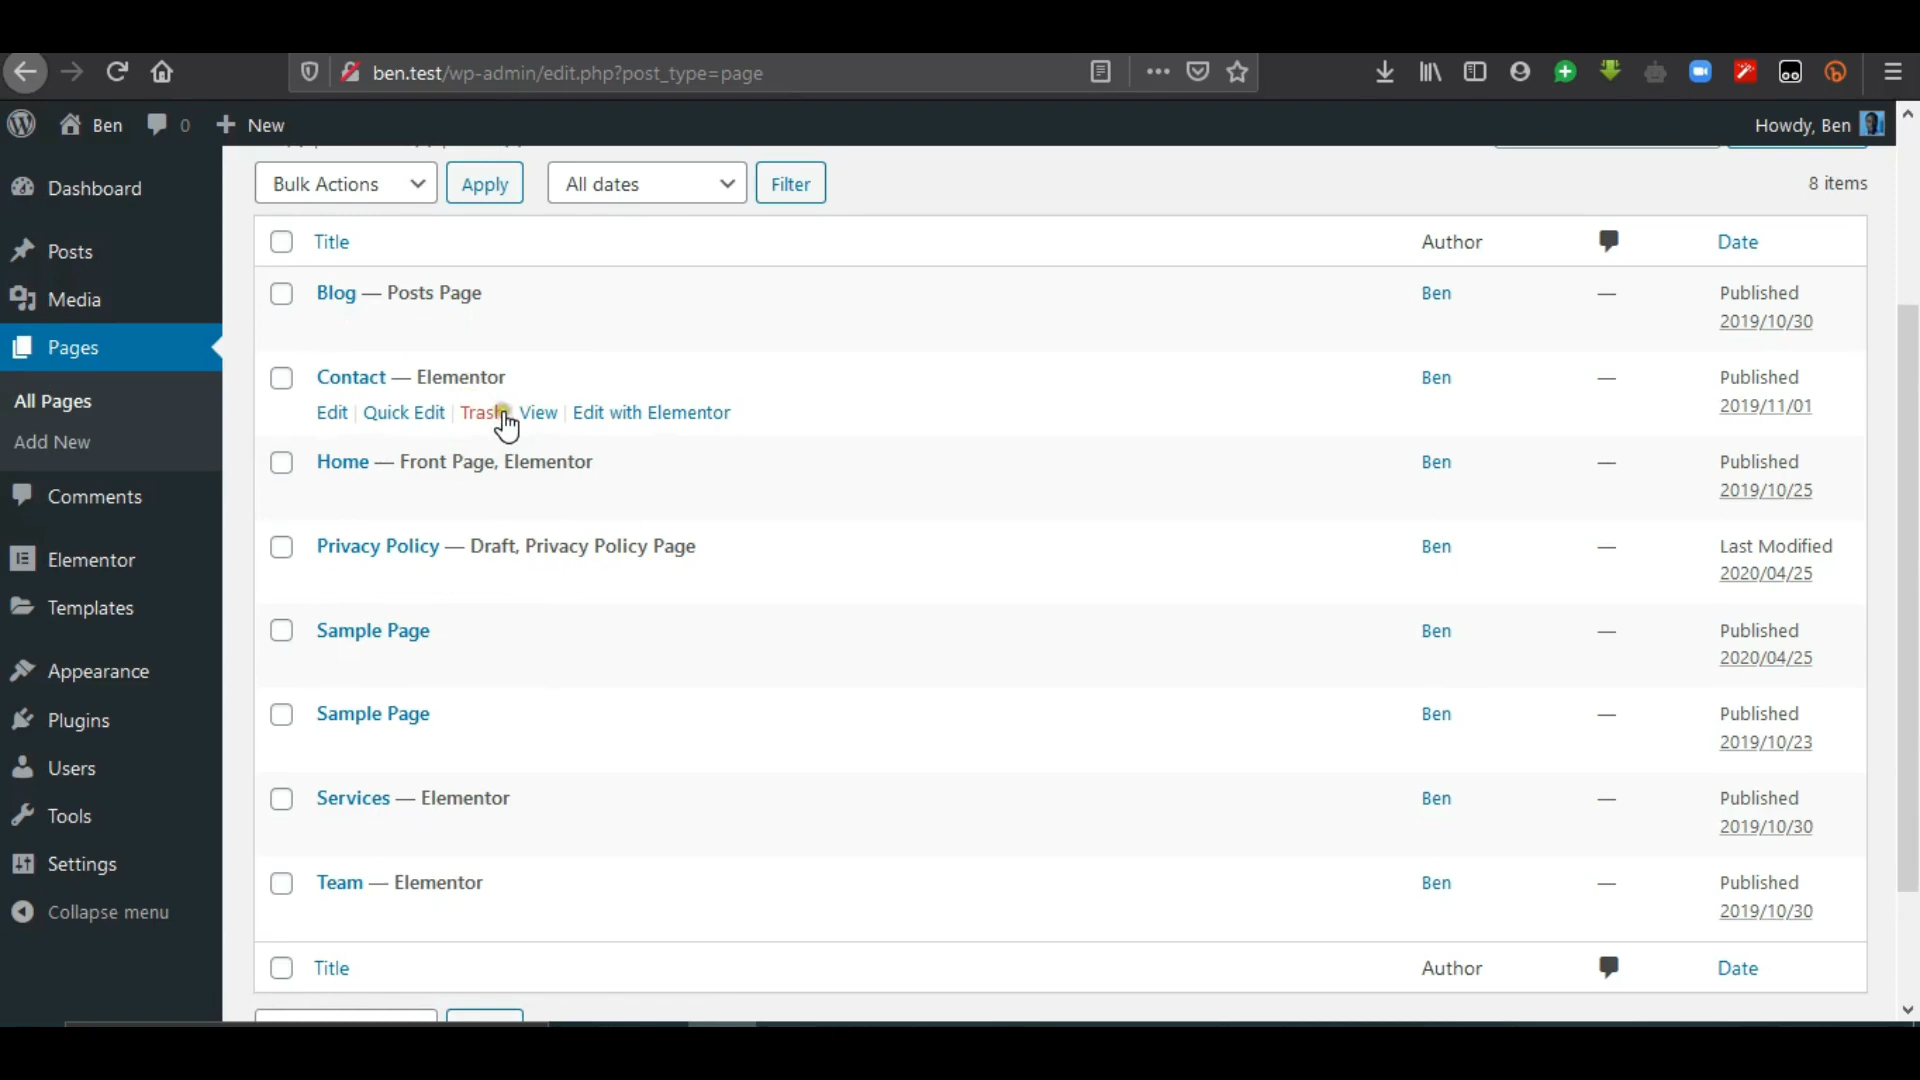 ben.test/wp-admin/edit.php?post_type=page
Ben 0 New Howdy, Ben
Dashboard
Posts
Media
Pages
All Pages
Add New
Comments
Elementor
Templates
Appearance
Plugins
Users
Tools
Settings
Collapse menu
Bulk Actions Apply All dates Filter 8 items
Title Author Date
Blog — Posts Page Ben — Published
2019/10/30
Contact — Elementor Ben — Published
2019/11/01
Edit | Quick Edit | Trash View | Edit with Elementor
Home — Front Page, Elementor Ben — Published
2019/10/25
Privacy Policy — Draft, Privacy Policy Page Ben — Last Modified
2020/04/25
Sample Page Ben — Published
2020/04/25
Sample Page Ben — Published
2019/10/23
Services — Elementor Ben — Published
2019/10/30
Team — Elementor Ben — Published
2019/10/30
Title Author Date